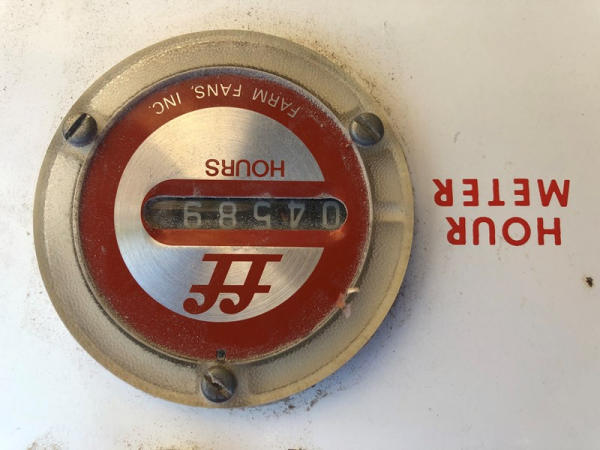 HOUR
METER
FF
04589
HOURS
FARM FANS, INC.